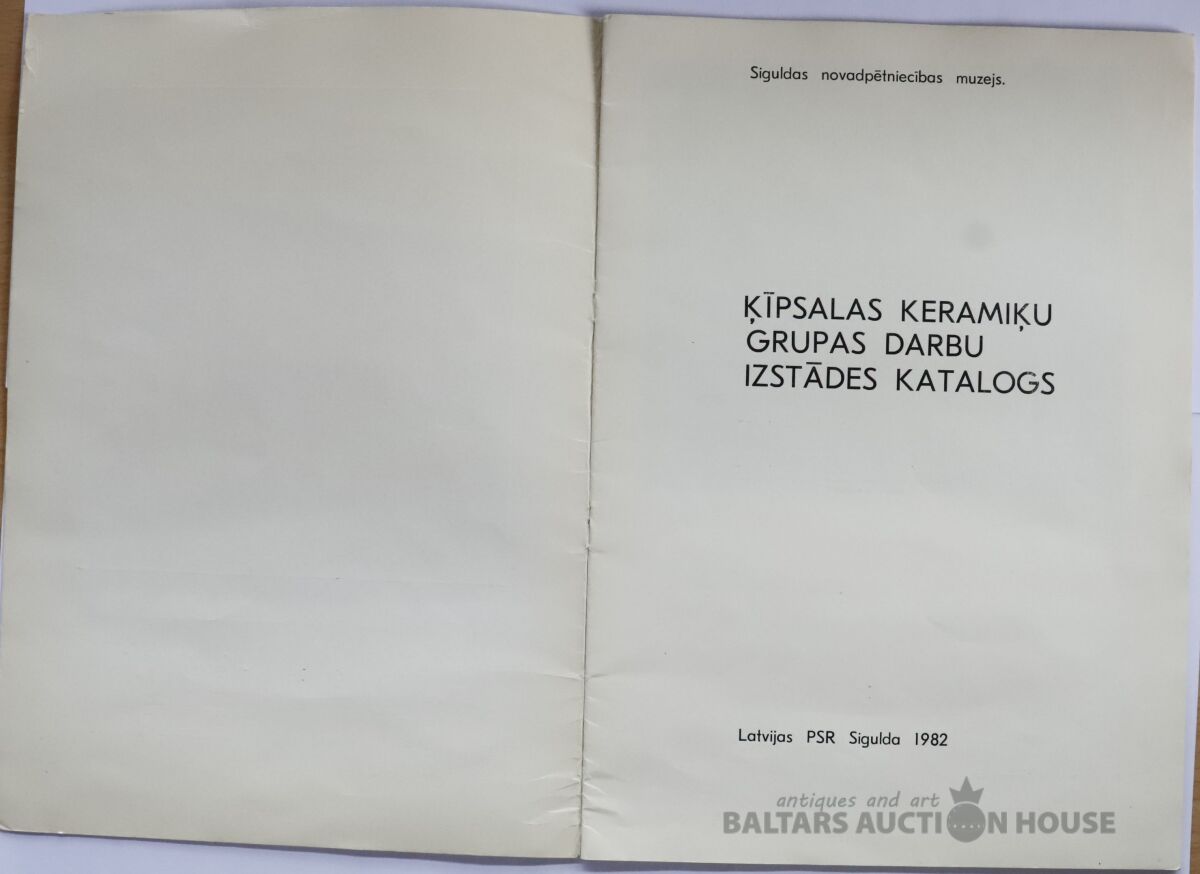 Siguldas novadpētniecības muzejs.
ĶĪPSALAS KERAMIĶU
GRUPAS DARBU
IZSTĀDES KATALOGS
Latvijas PSR Sigulda 1982
antiques and art
BALTARS AUCTION HOUSE